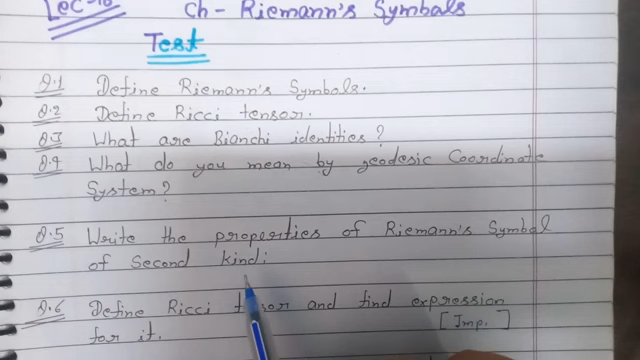 Lec-18 Ch - Riemann's Symbols
Test
Q.1 Define Riemann's Symbols.
Q.2 Define Ricci tensor.
Q.3 What are Bianchi identities?
Q.4 What do you mean by geodesic Coordinate
System?
Q.5 Write the properties of Riemann's Symbol
of Second kind:
Q.6 Define Ricci and find expression
for it. [Imp.]